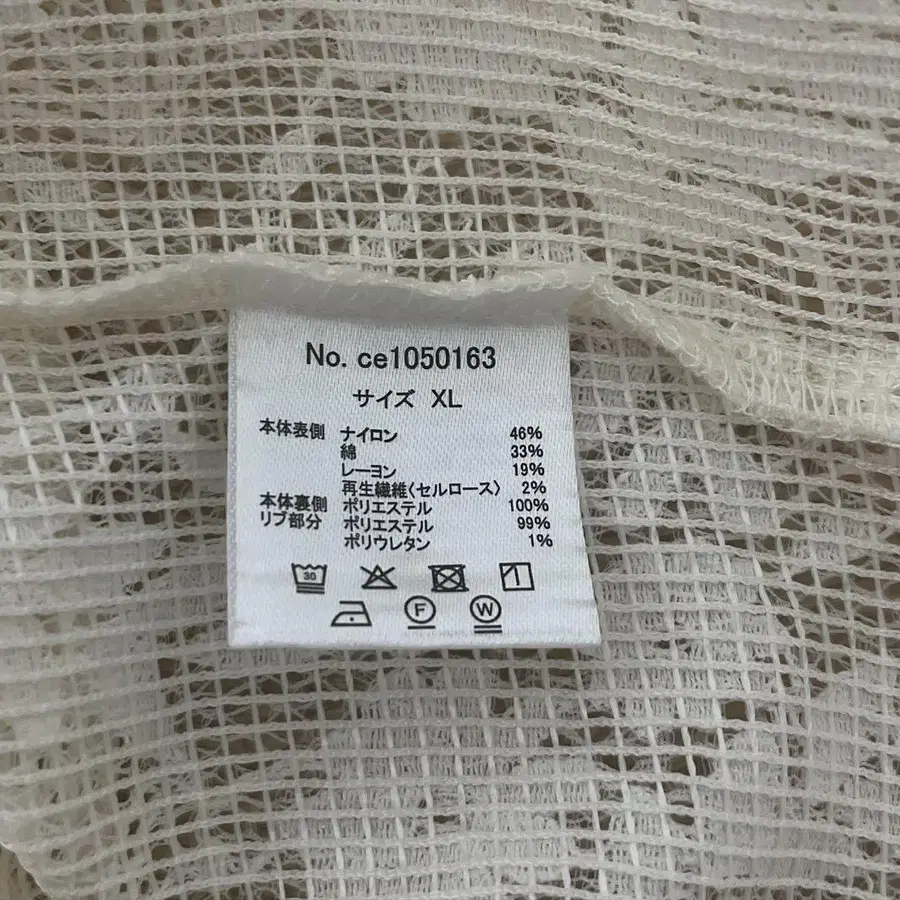 No. ce1050163
サイズ XL
本体表側 ナイロン 46%
綿 33%
レーヨン 19%
再生繊維(セルロース) 2%
本体裏側 ポリエステル 100%
リブ部分 ポリエステル 99%
ポリウレタン 1%
30
F W